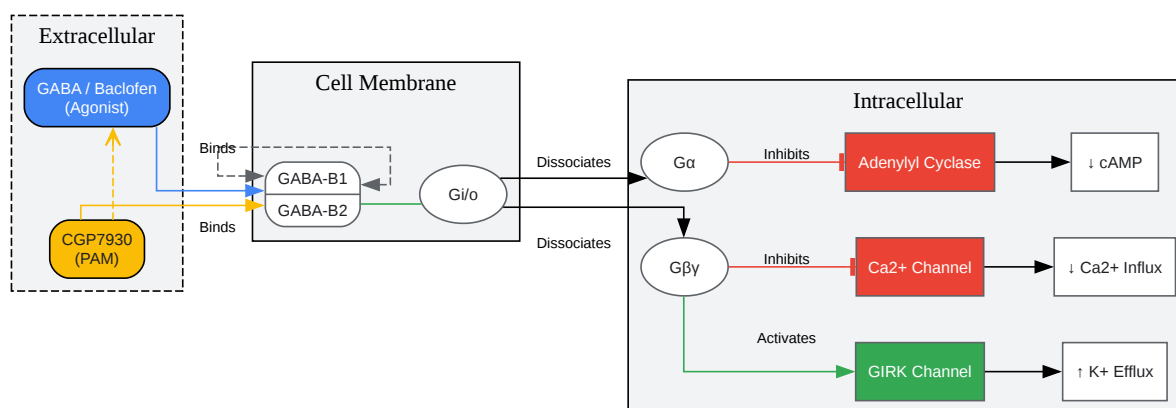 Extracellular
GABA / Baclofen
(Agonist)
CGP7930
(PAM)
Cell Membrane
Binds
GABA-B1
GABA-B2
Gi/o
Binds
Dissociates
Dissociates
Intracellular
Gα
Inhibits
Adenylyl Cyclase
↓ cAMP
Gβγ
Inhibits
Ca2+ Channel
↓ Ca2+ Influx
Activates
GIRK Channel
↑ K+ Efflux